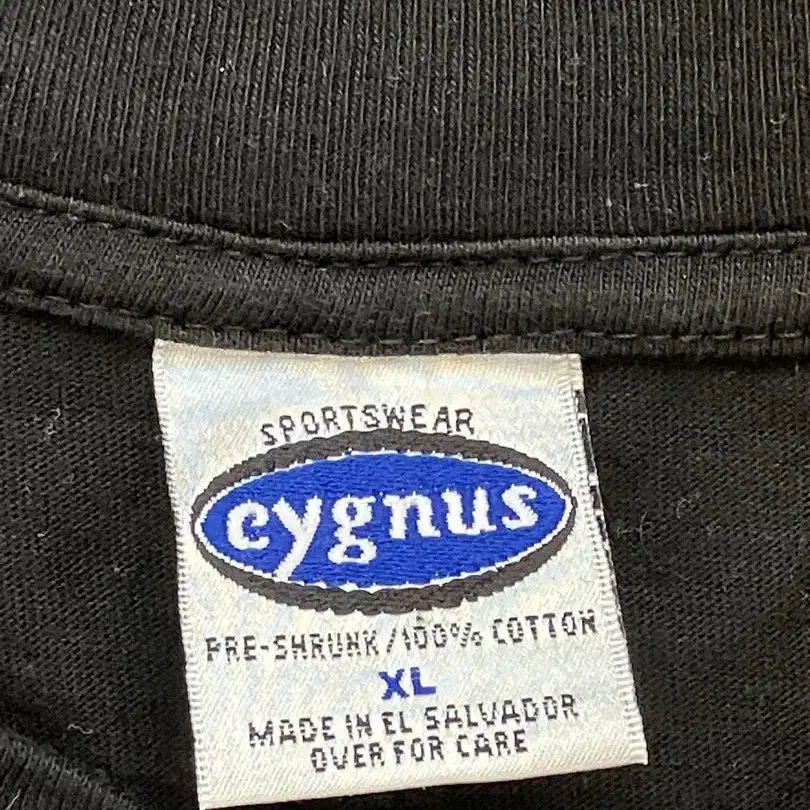 SPORTSWEAR
cygnus
PRE-SHRUNK/100% COTTON
XL
MADE IN EL SALVADOR
OVER FOR CARE